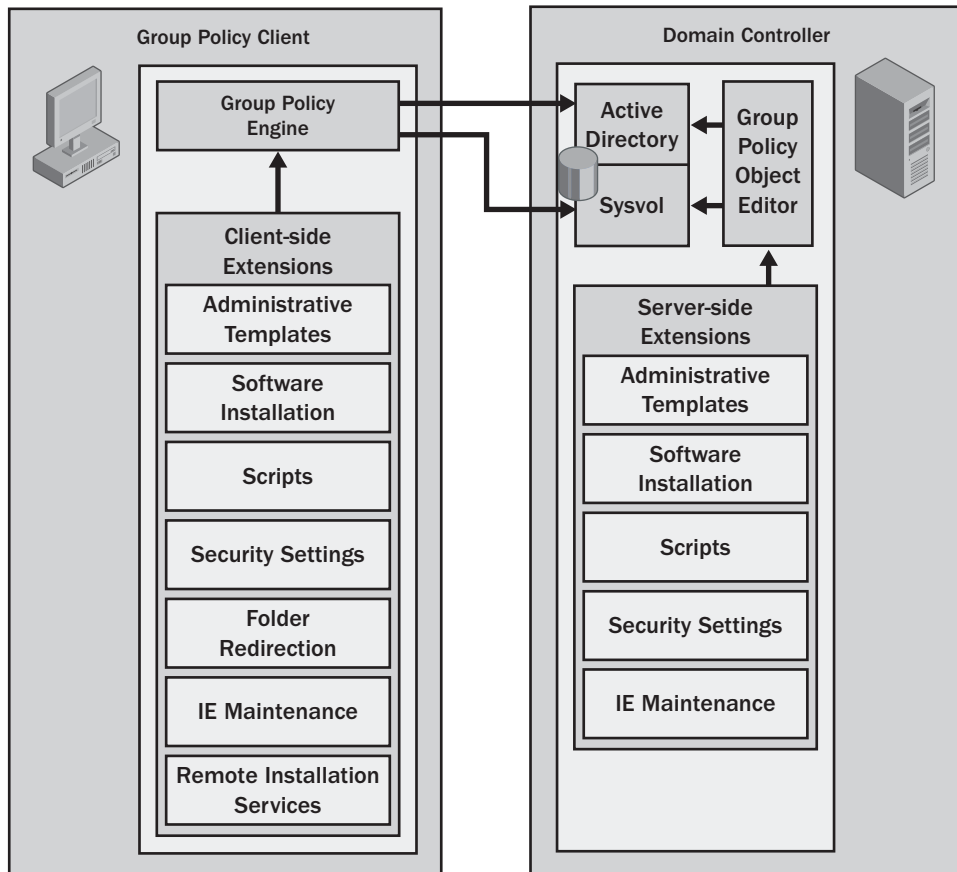 Group Policy Client
Group Policy
Engine
Client-side
Extensions
Administrative
Templates
Software
Installation
Scripts
Security Settings
Folder
Redirection
IE Maintenance
Remote Installation
Services
Domain Controller
Active
Directory
Sysvol
Group
Policy
Object
Editor
Server-side
Extensions
Administrative
Templates
Software
Installation
Scripts
Security Settings
IE Maintenance